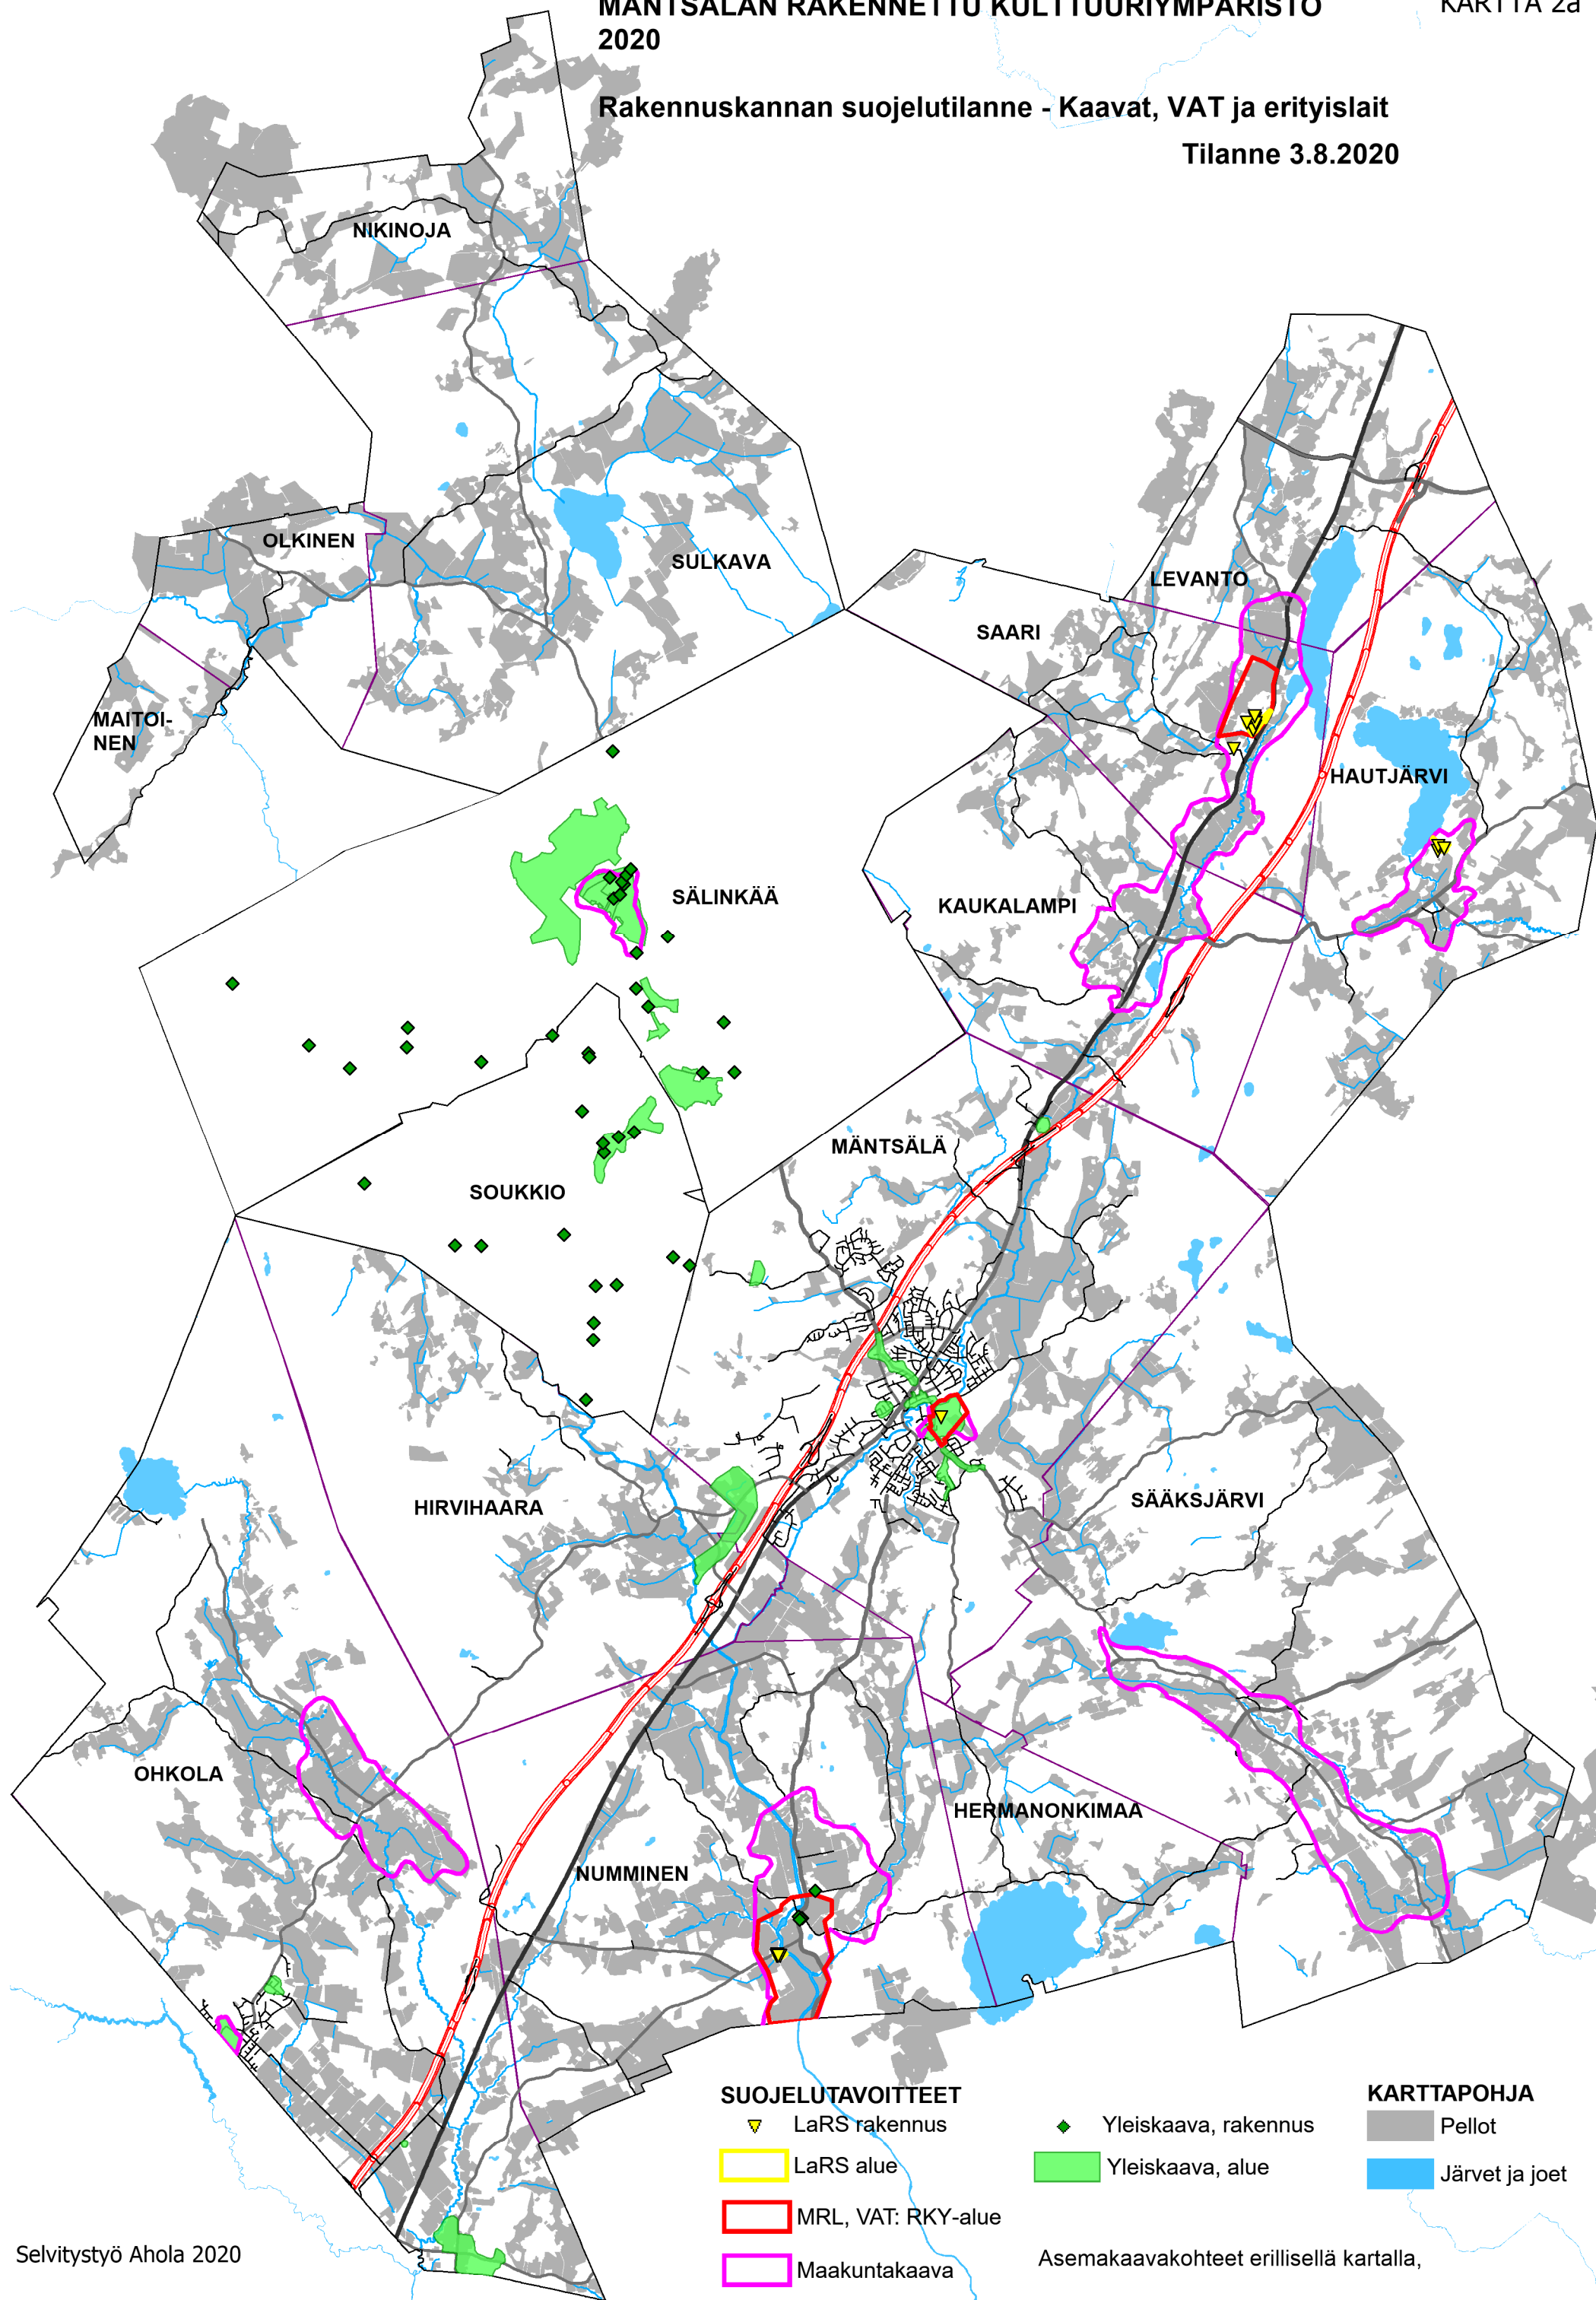 MÄNTSÄLÄN RAKENNETTU KULTTUURIYMPÄRISTÖ
2020
KARTTA 2a
Rakennuskannan suojelutilanne - Kaavat, VAT ja erityislait
Tilanne 3.8.2020
NIKINOJA
OLKINEN
SULKAVA
LEVANTO
SAARI
MAITOI-
NEN
HAUTJÄRVI
SÄLINKÄÄ
KAUKALAMPI
MÄNTSÄLÄ
SOUKKIO
HIRVIHAARA
SÄÄKSJÄRVI
OHKOLA
HERMANONKIMAA
NUMMINEN
SUOJELUTAVOITTEET
LaRS rakennus
LaRS alue
MRL, VAT: RKY-alue
Maakuntakaava
Yleiskaava, rakennus
Yleiskaava, alue
KARTTAPOHJA
Pellot
Järvet ja joet
Asemakaavakohteet erillisellä kartalla,
Selvitystyö Ahola 2020